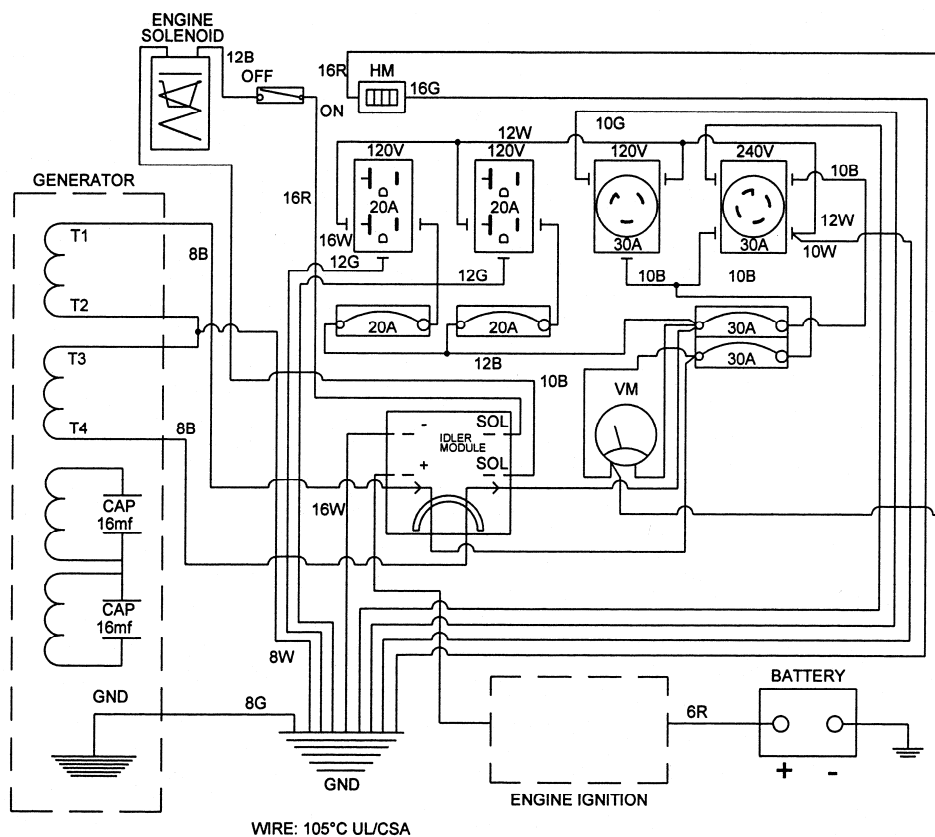 ENGINE
SOLENOID
12B
OFF
ON
16R
HM
16G
10G
12W
120V
120V
120V
240V
10B
16R
20A
20A
16W
12W
30A
30A
10W
12G
12G
10B
10B
GENERATOR
T1
8B
T2
T3
T4
8B
20A
20A
30A
30A
12B
10B
VM
-
SOL
IDLER
MODULE
+
SOL
16W
CAP
16mf
CAP
16mf
8W
GND
8G
GND
6R
BATTERY
+ -
ENGINE IGNITION
WIRE: 105°C UL/CSA